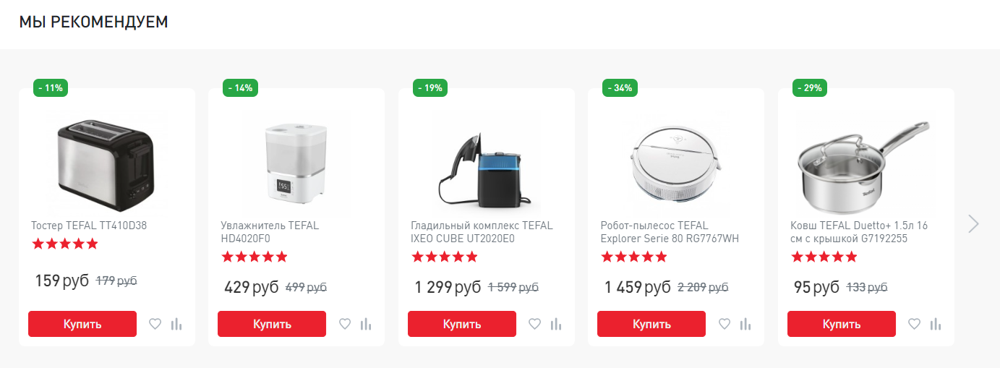 МЫ РЕКОМЕНДУЕМ
- 11%
Тостер TEFAL TT410D38
159 руб 179 руб
Купить
- 14%
Увлажнитель TEFAL
HD4020F0
429 руб 499 руб
Купить
- 19%
Гладильный комплекс TEFAL
IXEO CUBE UT2020E0
1 299 руб 1 599 руб
Купить
- 34%
Робот-пылесос TEFAL
Explorer Serie 80 RG7767WH
1 459 руб 2 209 руб
Купить
- 29%
Tefal
Ковш TEFAL Duetto+ 1.5л 16
см с крышкой G7192255
95 руб 133 руб
Купить